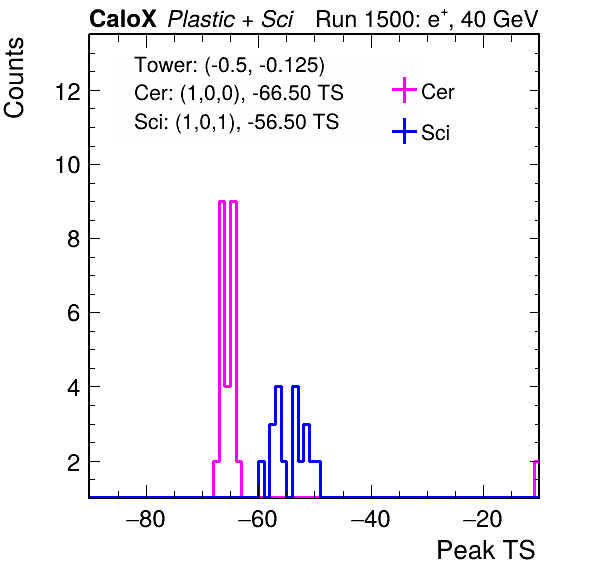 CaloX Plastic + Sci Run 1500: e+, 40 GeV
Counts
Tower: (-0.5, -0.125)
Cer: (1,0,0), -66.50 TS
Sci: (1,0,1), -56.50 TS
Cer
Sci
12
10
8
6
4
2
−80 −60 −40 −20
Peak TS